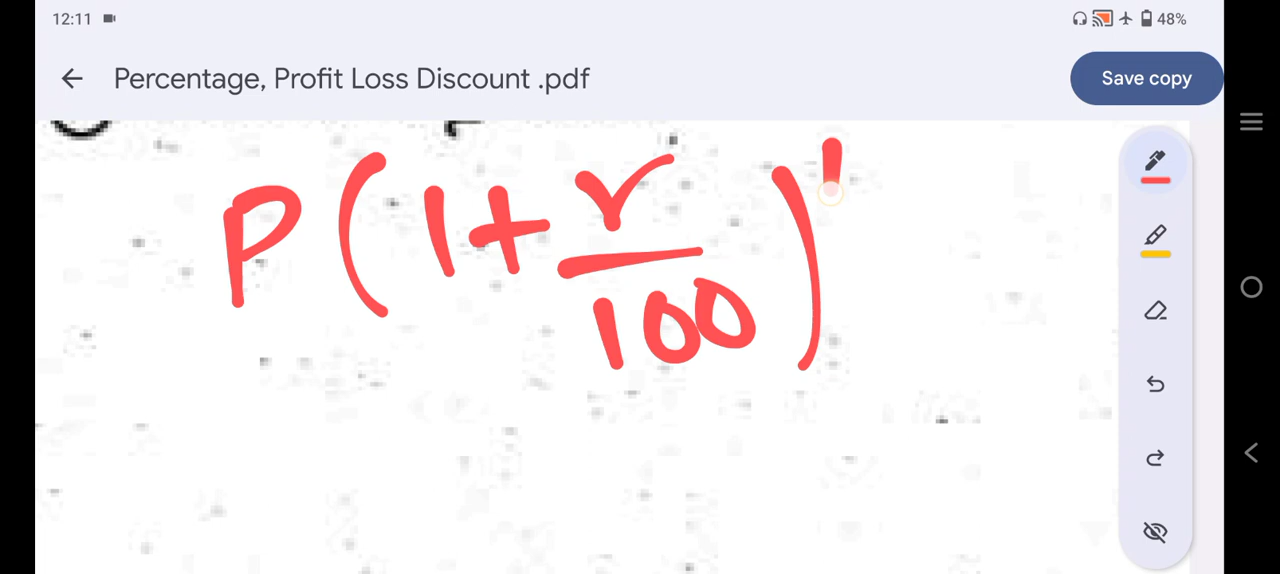 12:11 48%
Percentage, Profit Loss Discount .pdf Save copy
P(1+r/100)